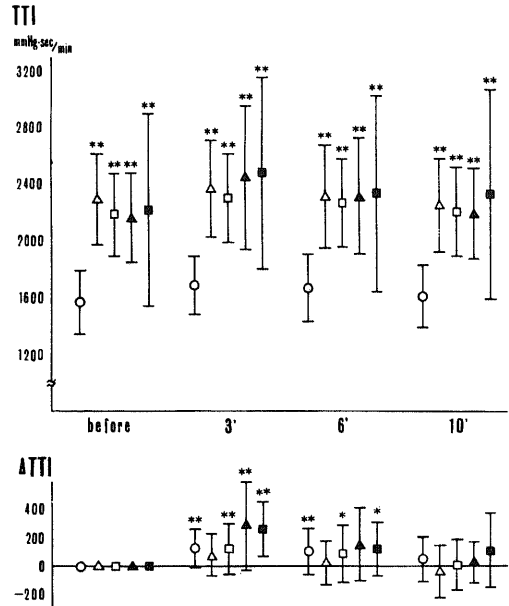 TTI
mmHg·sec/min
3200
** ** ** ** **
** ** ** **
** ** ** **
** ** ** **
2800
2400
2000
1600
1200
≈
before 3' 6' 10'
ΔTTI
** ** ** **
** * *
400
200
0
−200